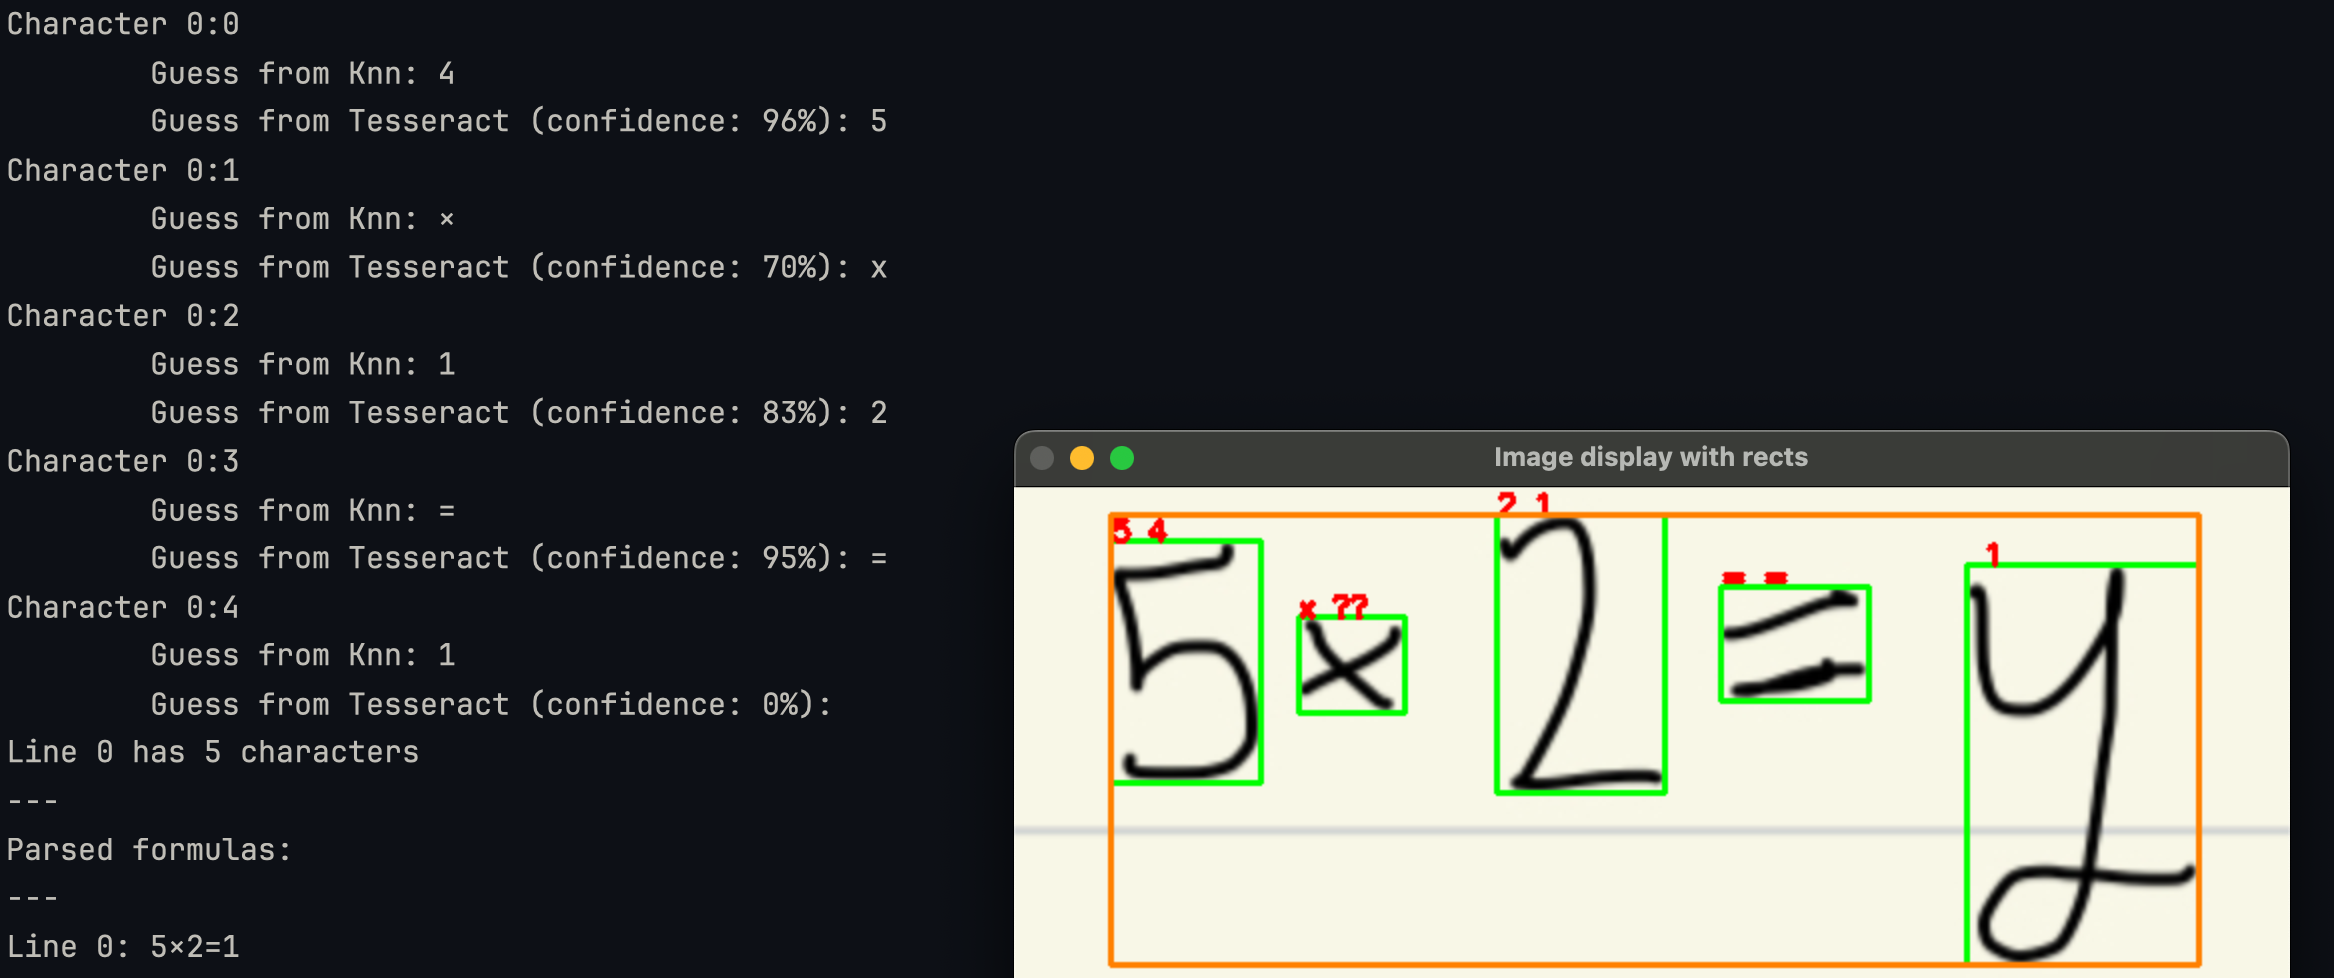 Character 0:0
Guess from Knn: 4
Guess from Tesseract (confidence: 96%): 5
Character 0:1
Guess from Knn: ×
Guess from Tesseract (confidence: 70%): x
Character 0:2
Guess from Knn: 1
Guess from Tesseract (confidence: 83%): 2
Character 0:3
Guess from Knn: =
Guess from Tesseract (confidence: 95%): =
Character 0:4
Guess from Knn: 1
Guess from Tesseract (confidence: 0%):
Line 0 has 5 characters
---
Parsed formulas:
---
Line 0: 5×2=1
Image display with rects
5 4 x ?? 2 1 = = 1
5 x 2 = y